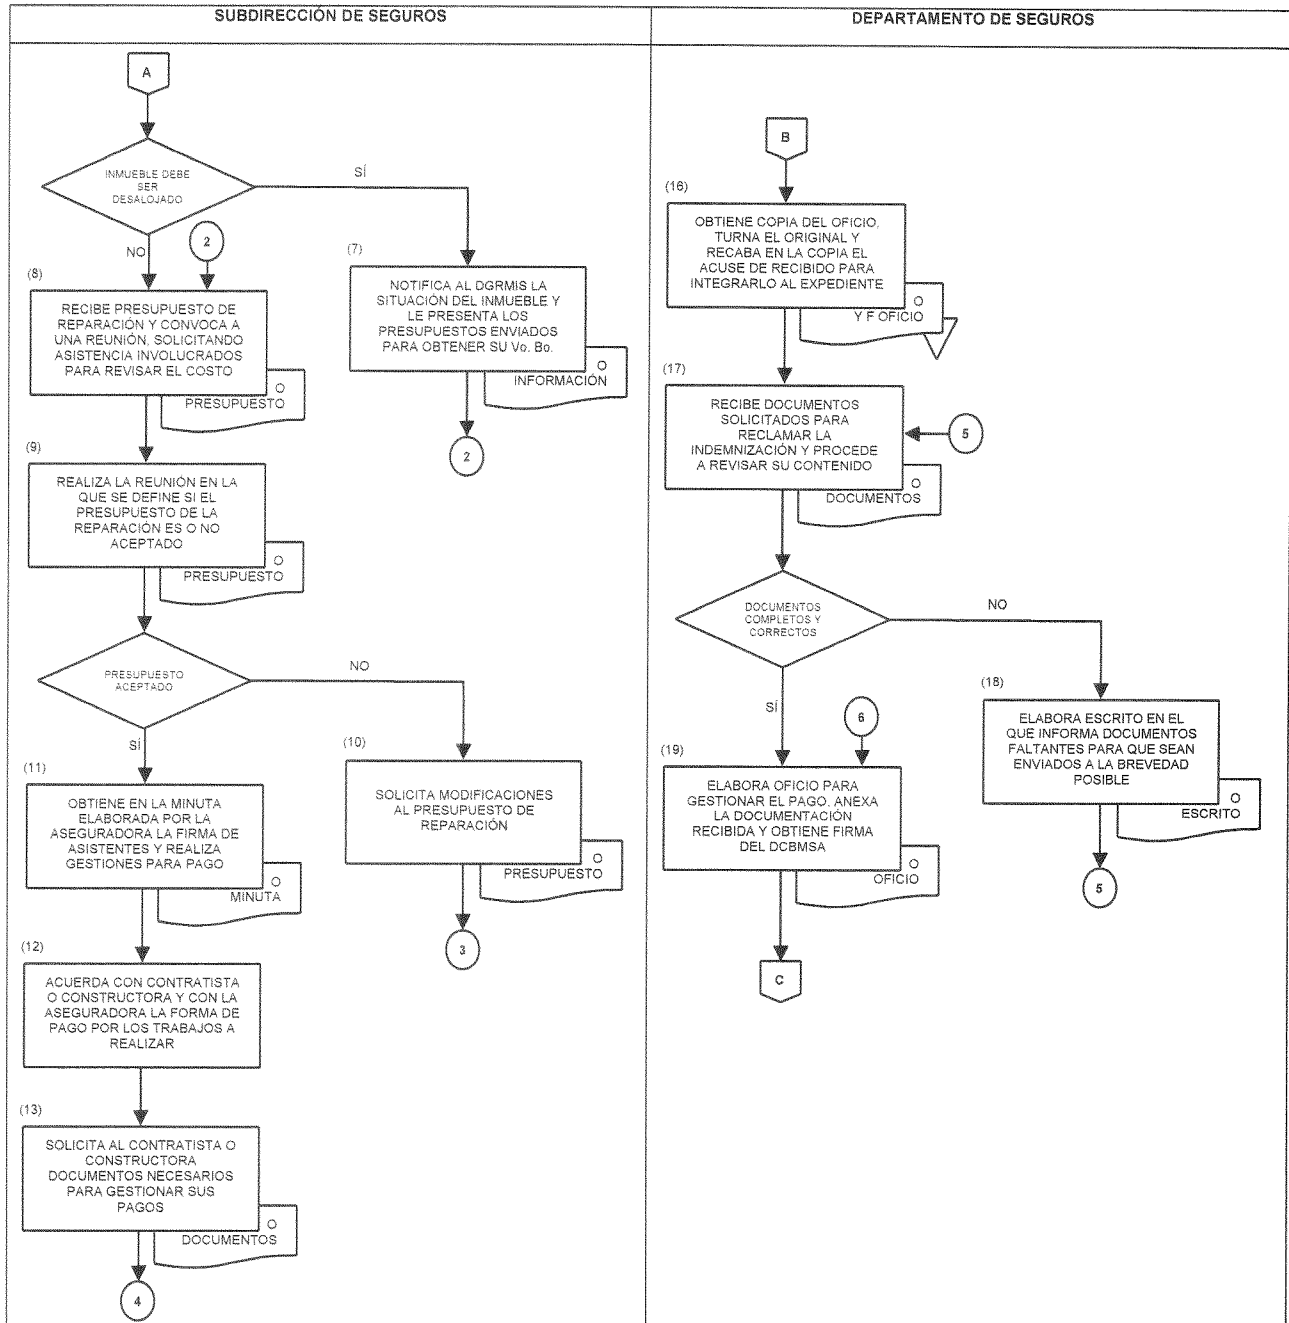 SUBDIRECCIÓN DE SEGUROS
A
INMUEBLE DEBE
SER
DESALOJADO
SÍ
NO
2
(7)
NOTIFICA AL DGRMIS LA
SITUACIÓN DEL INMUEBLE Y
LE PRESENTA LOS
PRESUPUESTOS ENVIADOS
PARA OBTENER SU Vo. Bo.
O
INFORMACIÓN
2
(8)
RECIBE PRESUPUESTO DE
REPARACIÓN Y CONVOCA A
UNA REUNIÓN, SOLICITANDO
ASISTENCIA INVOLUCRADOS
PARA REVISAR EL COSTO
O
PRESUPUESTO
(9)
REALIZA LA REUNIÓN EN LA
QUE SE DEFINE SI EL
PRESUPUESTO DE LA
REPARACIÓN ES O NO
ACEPTADO
O
PRESUPUESTO
PRESUPUESTO
ACEPTADO
NO
SÍ
(10)
SOLICITA MODIFICACIONES
AL PRESUPUESTO DE
REPARACIÓN
O
PRESUPUESTO
3
(11)
OBTIENE EN LA MINUTA
ELABORADA POR LA
ASEGURADORA LA FIRMA DE
ASISTENTES Y REALIZA
GESTIONES PARA PAGO
O
MINUTA
(12)
ACUERDA CON CONTRATISTA
O CONSTRUCTORA Y CON LA
ASEGURADORA LA FORMA DE
PAGO POR LOS TRABAJOS A
REALIZAR
(13)
SOLICITA AL CONTRATISTA O
CONSTRUCTORA
DOCUMENTOS NECESARIOS
PARA GESTIONAR SUS
PAGOS
O
DOCUMENTOS
4
DEPARTAMENTO DE SEGUROS
B
(16)
OBTIENE COPIA DEL OFICIO,
TURNA EL ORIGINAL Y
RECABA EN LA COPIA EL
ACUSE DE RECIBIDO PARA
INTEGRARLO AL EXPEDIENTE
O
Y F OFICIO
(17)
RECIBE DOCUMENTOS
SOLICITADOS PARA
RECLAMAR LA
INDEMNIZACIÓN Y PROCEDE
A REVISAR SU CONTENIDO
5
O
DOCUMENTOS
DOCUMENTOS
COMPLETOS Y
CORRECTOS
NO
SÍ
(18)
ELABORA ESCRITO EN EL
QUE INFORMA DOCUMENTOS
FALTANTES PARA QUE SEAN
ENVIADOS A LA BREVEDAD
POSIBLE
O
ESCRITO
5
6
(19)
ELABORA OFICIO PARA
GESTIONAR EL PAGO, ANEXA
LA DOCUMENTACIÓN
RECIBIDA Y OBTIENE FIRMA
DEL DCBMSA
O
OFICIO
C